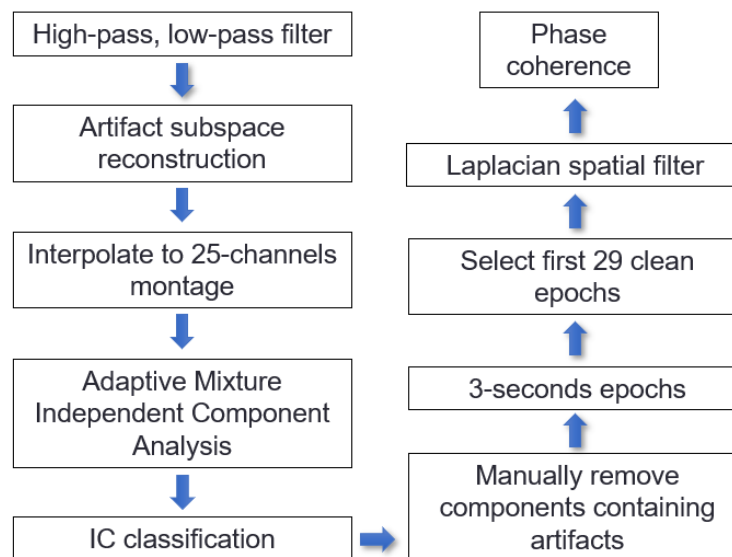 High-pass, low-pass filter
Artifact subspace
reconstruction
Interpolate to 25-channels
montage
Adaptive Mixture
Independent Component
Analysis
IC classification
Manually remove
components containing
artifacts
3-seconds epochs
Select first 29 clean
epochs
Laplacian spatial filter
Phase
coherence